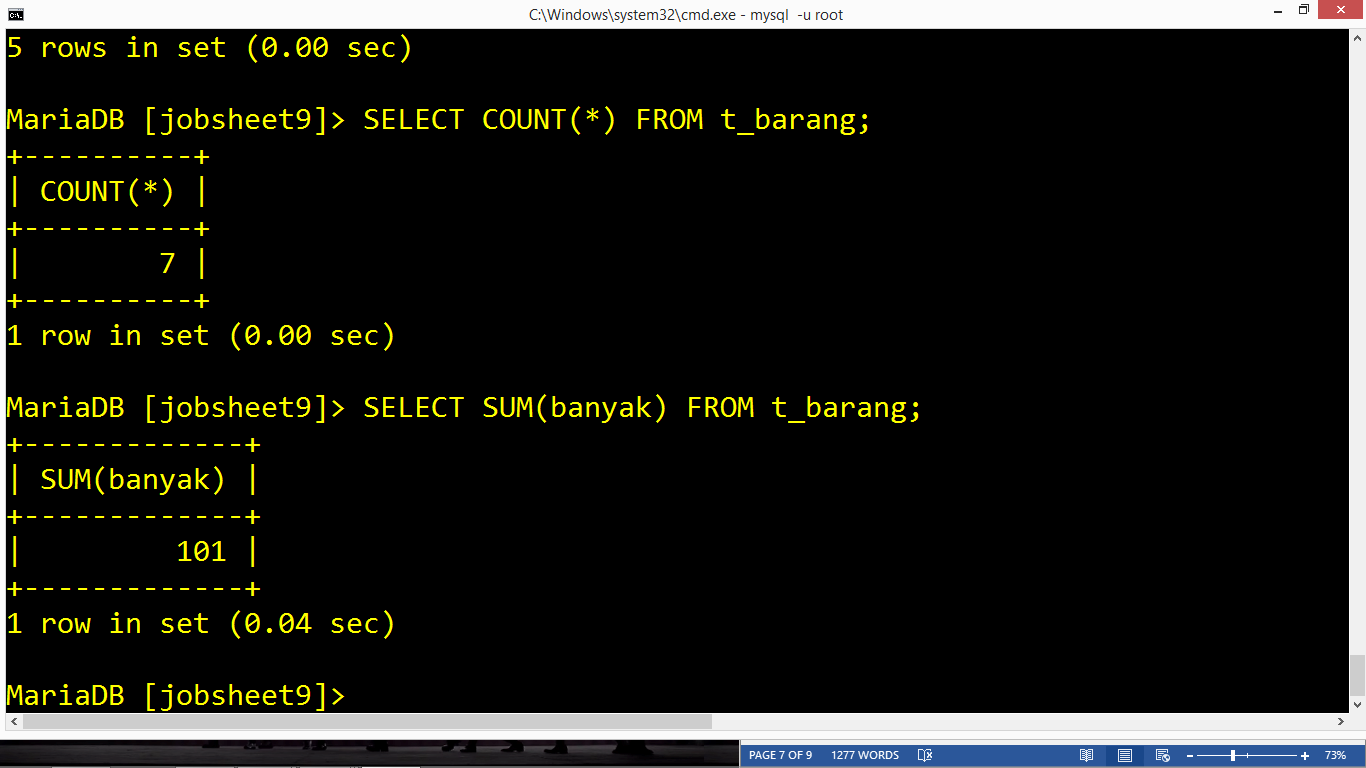 C:\Windows\system32\cmd.exe - mysql -u root
5 rows in set (0.00 sec)
MariaDB [jobsheet9]> SELECT COUNT(*) FROM t_barang;
+----------+
| COUNT(*) |
+----------+
|        7 |
+----------+
1 row in set (0.00 sec)
MariaDB [jobsheet9]> SELECT SUM(banyak) FROM t_barang;
+-------------+
| SUM(banyak) |
+-------------+
|         101 |
+-------------+
1 row in set (0.04 sec)
MariaDB [jobsheet9]>
PAGE 7 OF 9 1277 WORDS 73%